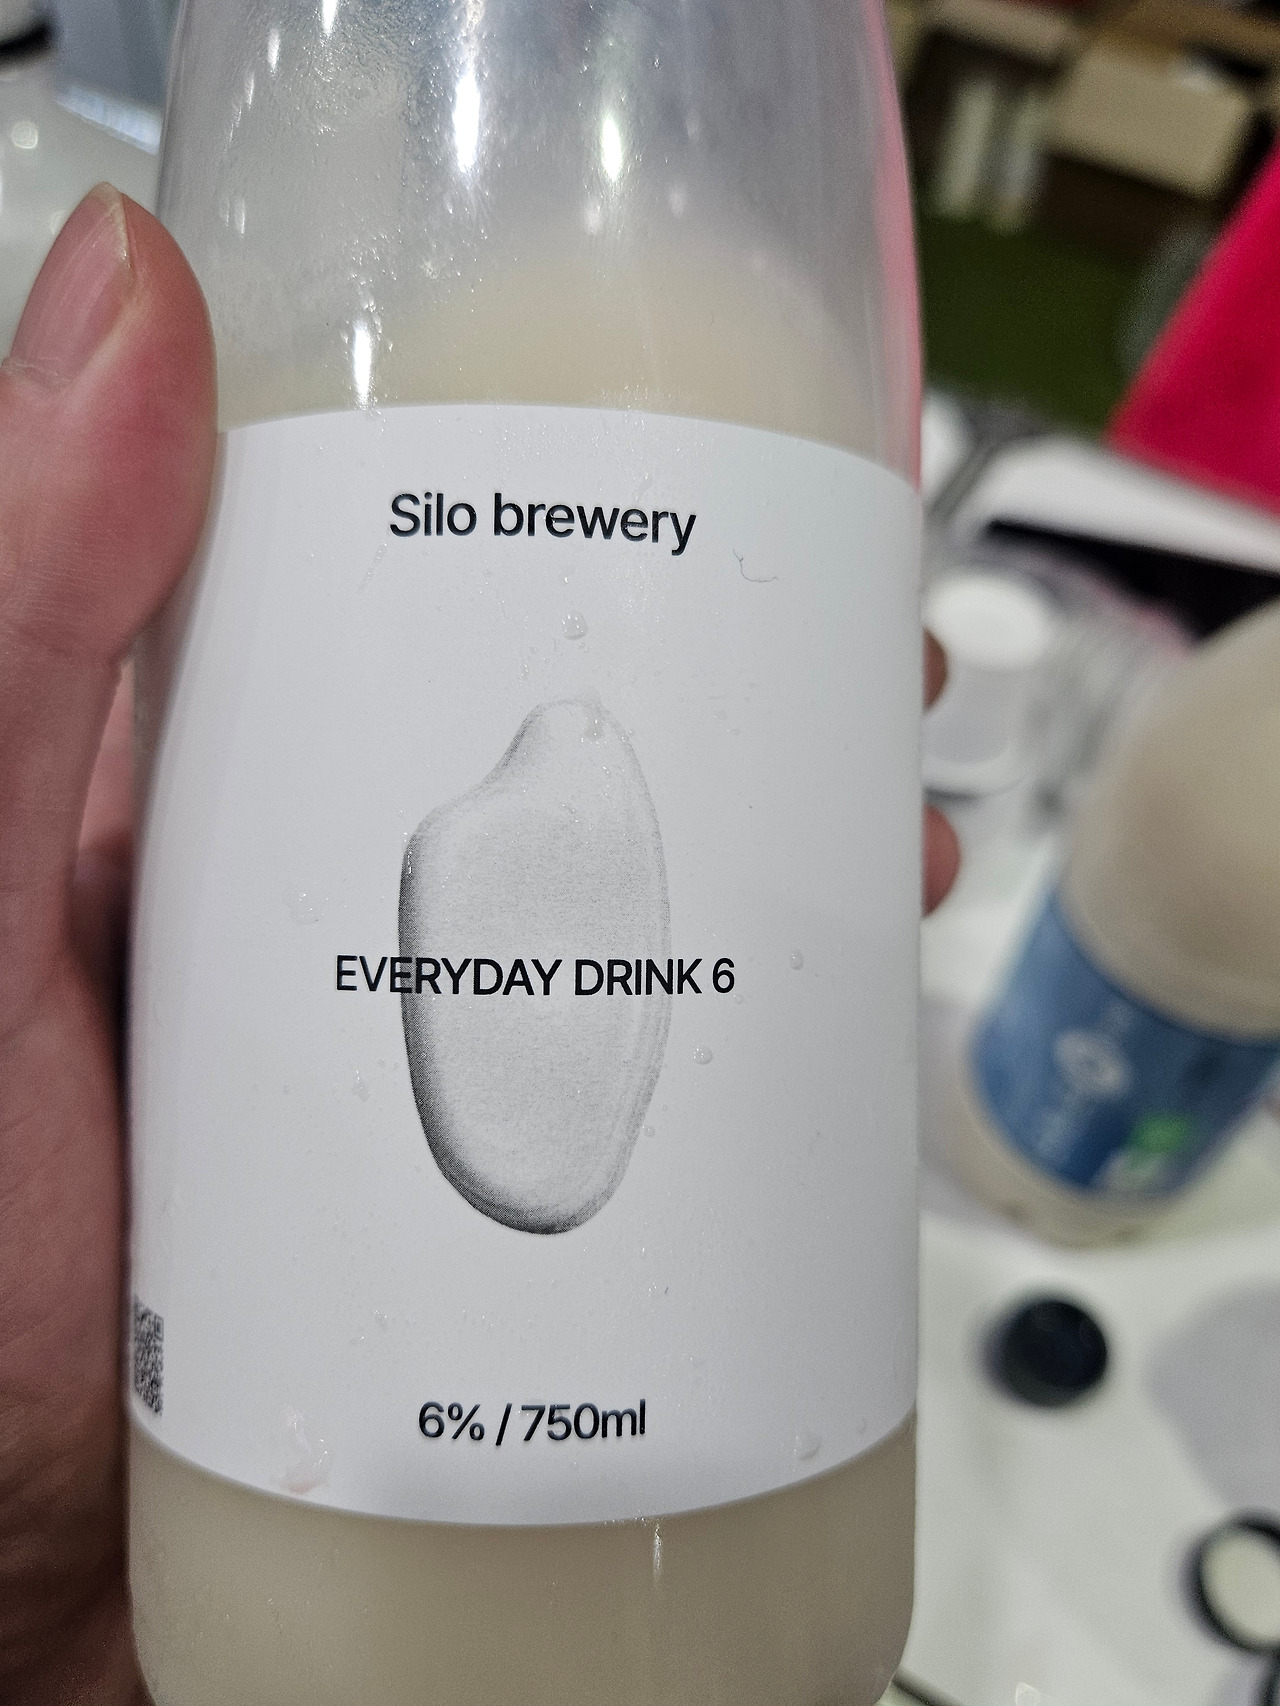 Silo brewery
EVERYDAY DRINK 6
6% / 750ml